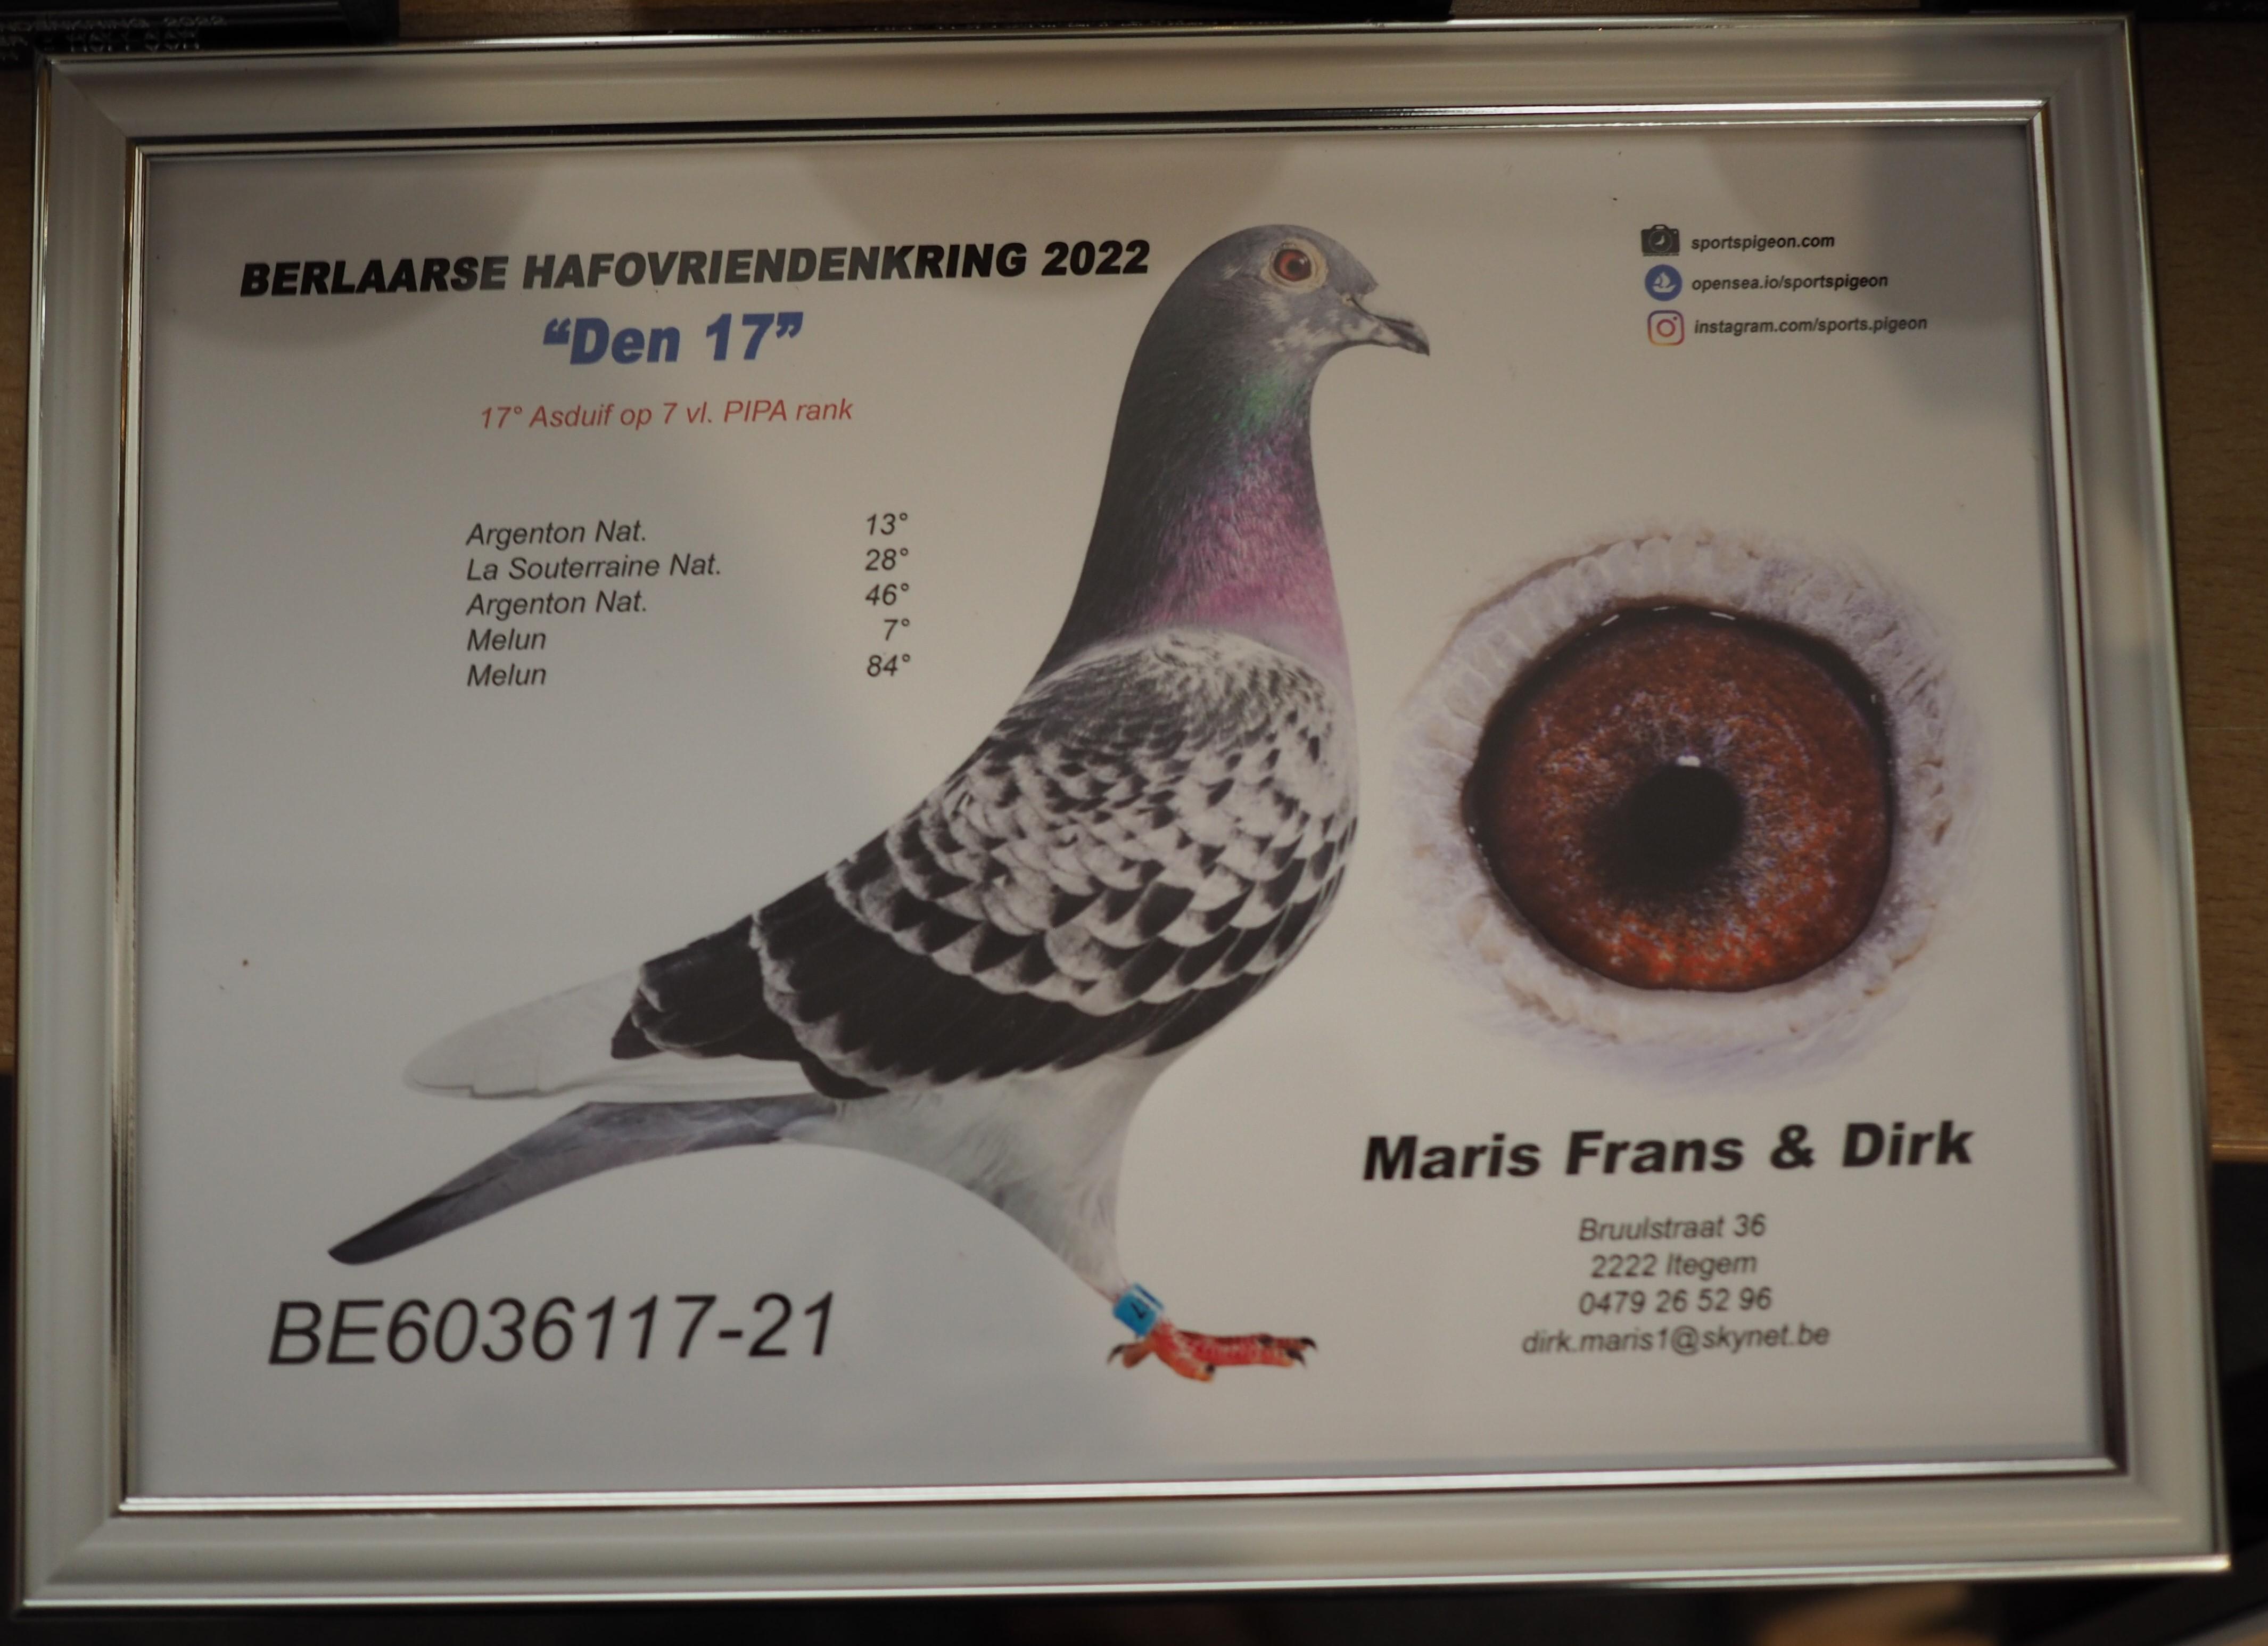 BERLAARSE HAFOVRIENDENKRING 2022
“Den 17”
17° Asduif op 7 vl. PIPA rank
Argenton Nat. 13°
La Souterraine Nat. 28°
Argenton Nat. 46°
Melun 7°
Melun 84°
sportspigeon.com
opensea.io/sportspigeon
instagram.com/sports.pigeon
Maris Frans & Dirk
Bruulstraat 36
2222 Itegem
0479 26 52 96
dirk.maris1@skynet.be
BE6036117-21